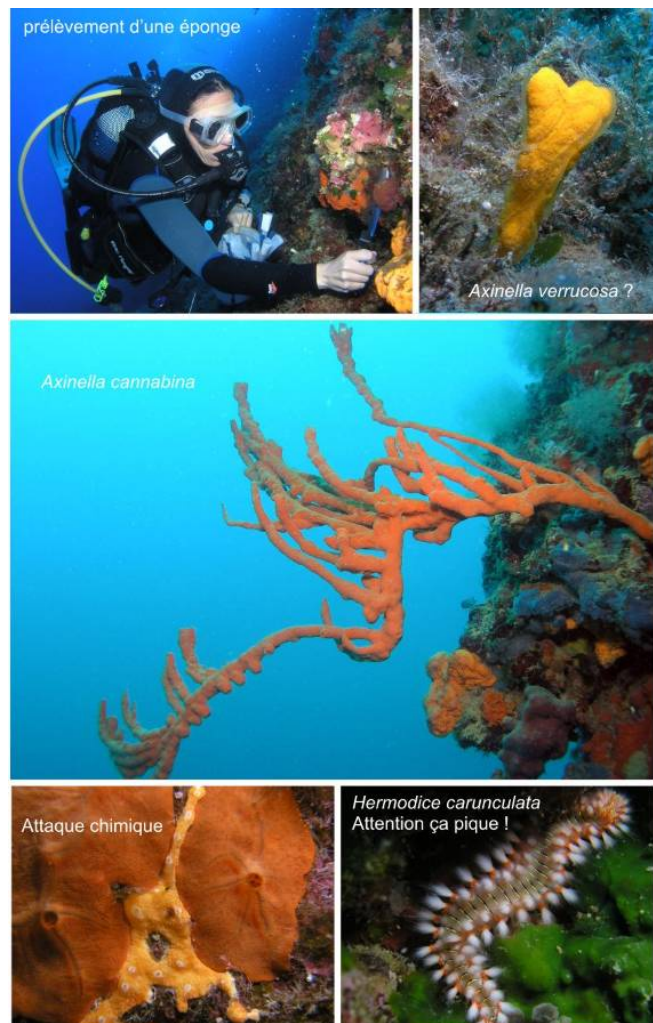 prélèvement d'une éponge
Axinella verrucosa ?
Axinella cannabina
Attaque chimique
Hermodice carunculata
Attention ça pique !